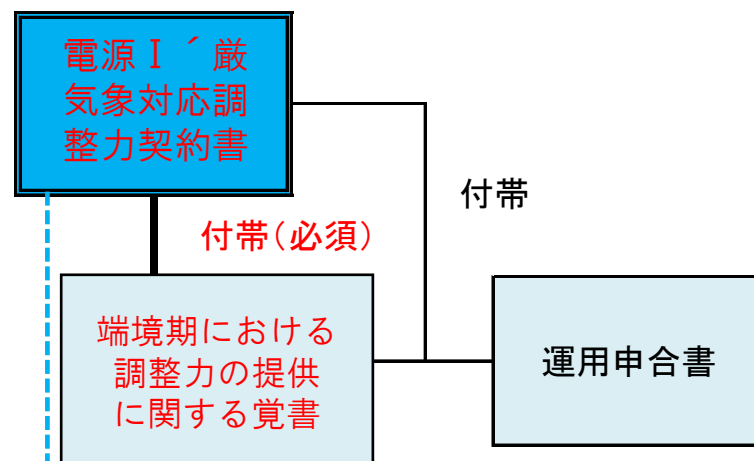 電源Ⅰ´厳
気象対応調
整力契約書
付帯
付帯（必須）
端境期における
調整力の提供
に関する覚書
運用申合書